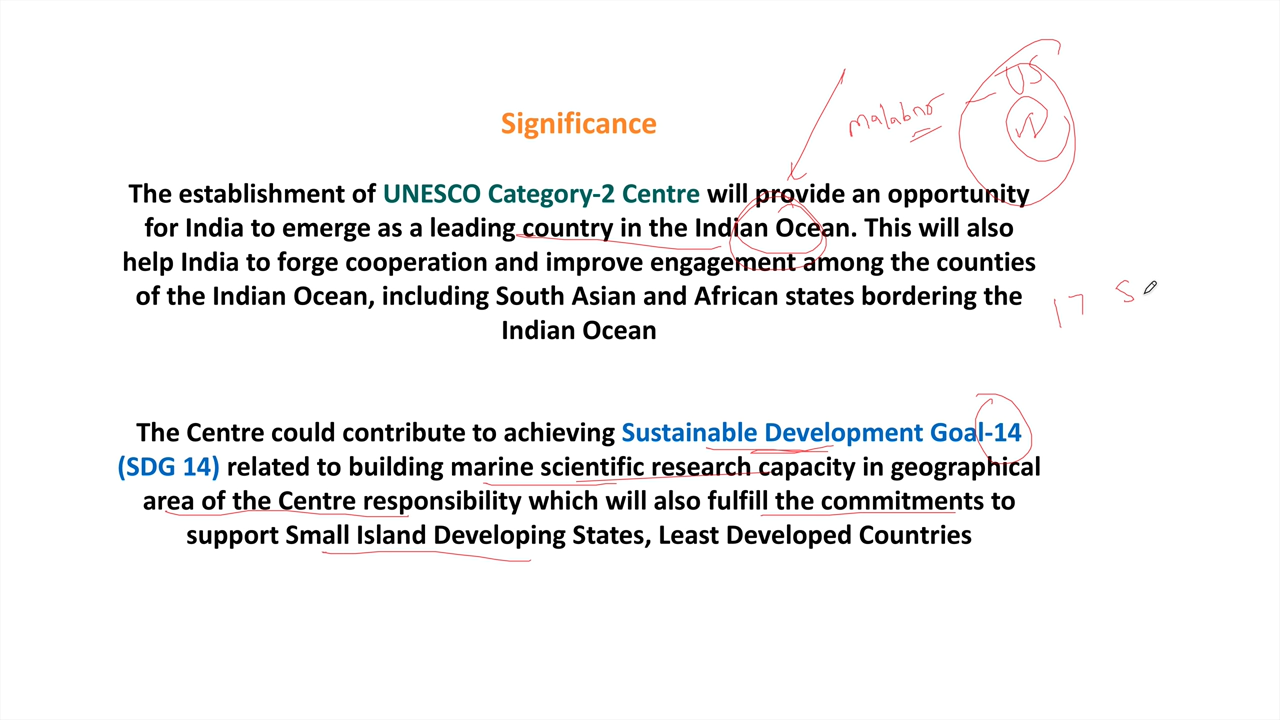 Significance
US
malabar
The establishment of UNESCO Category-2 Centre will provide an opportunity
for India to emerge as a leading country in the Indian Ocean. This will also
help India to forge cooperation and improve engagement among the counties
of the Indian Ocean, including South Asian and African states bordering the
Indian Ocean
17 S
The Centre could contribute to achieving Sustainable Development Goal-14
(SDG 14) related to building marine scientific research capacity in geographical
area of the Centre responsibility which will also fulfill the commitments to
support Small Island Developing States, Least Developed Countries